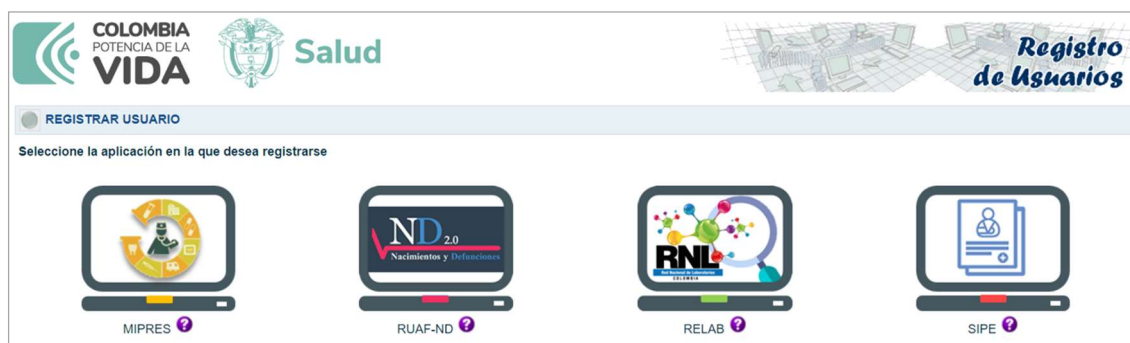 COLOMBIA
POTENCIA DE LA
VIDA
Salud
Registro
de Usuarios
REGISTRAR USUARIO
Seleccione la aplicación en la que desea registrarse
ND 2.0
Nacimientos y Defunciones
RNL
Red Nacional de Laboratorios
COLOMBIA
MIPRES ?
RUAF-ND ?
RELAB ?
SIPE ?